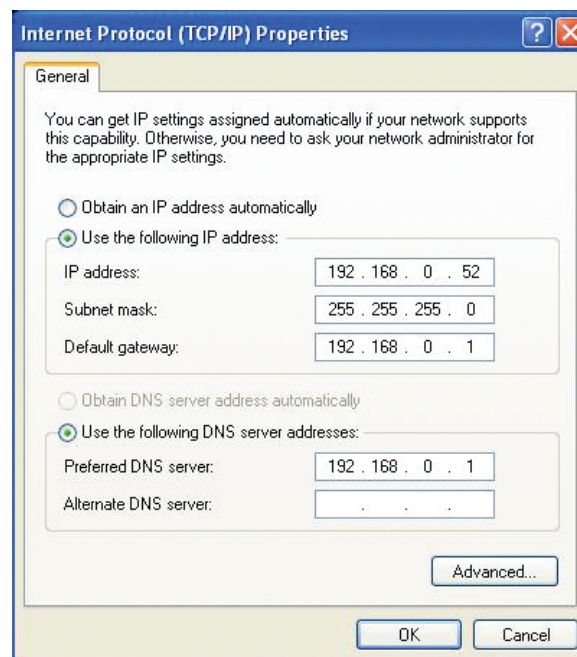 Internet Protocol (TCP/IP) Properties
General
You can get IP settings assigned automatically if your network supports
this capability. Otherwise, you need to ask your network administrator for
the appropriate IP settings.
Obtain an IP address automatically
Use the following IP address:
IP address: 192 . 168 . 0 . 52
Subnet mask: 255 . 255 . 255 . 0
Default gateway: 192 . 168 . 0 . 1
Obtain DNS server address automatically
Use the following DNS server addresses:
Preferred DNS server: 192 . 168 . 0 . 1
Alternate DNS server: . . .
Advanced...
OK Cancel